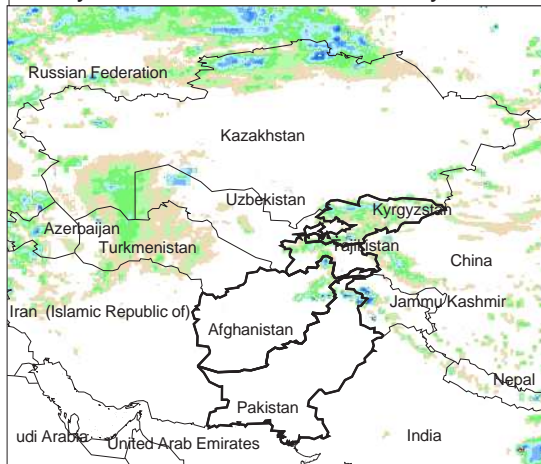 Russian Federation
Kazakhstan
Uzbekistan
Kyrgyzstan
Azerbaijan
Turkmenistan
Tajikistan
China
Iran (Islamic Republic of)
Jammu/Kashmir
Afghanistan
Nepal
Pakistan
udi Arabia
United Arab Emirates
India